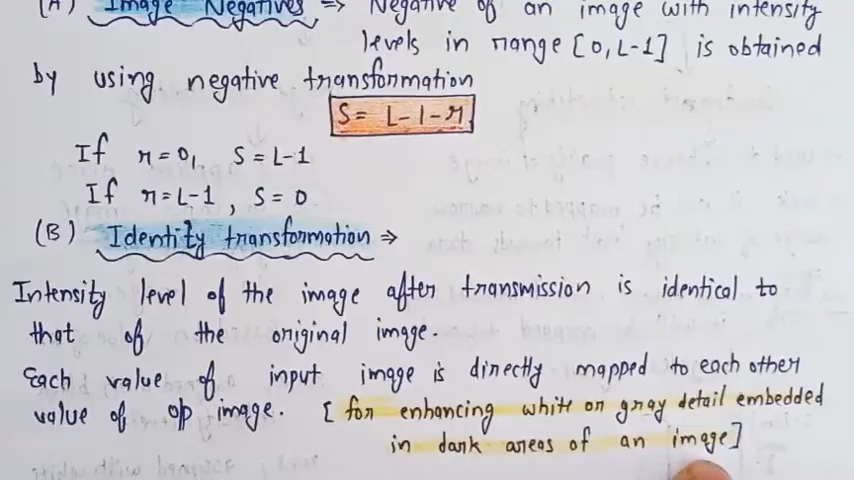 (A) Image Negatives => Negative of an image with intensity
levels in range [0, L-1] is obtained
by using negative transformation
S = L-1-r
If r = 0, S = L-1
If r = L-1, S = 0
(B) Identity transformation =>
Intensity level of the image after transmission is identical to
that of the original image.
Each value of input image is directly mapped to each other
value of o/p image. [for enhancing white or gray detail embedded
in dark areas of an image]